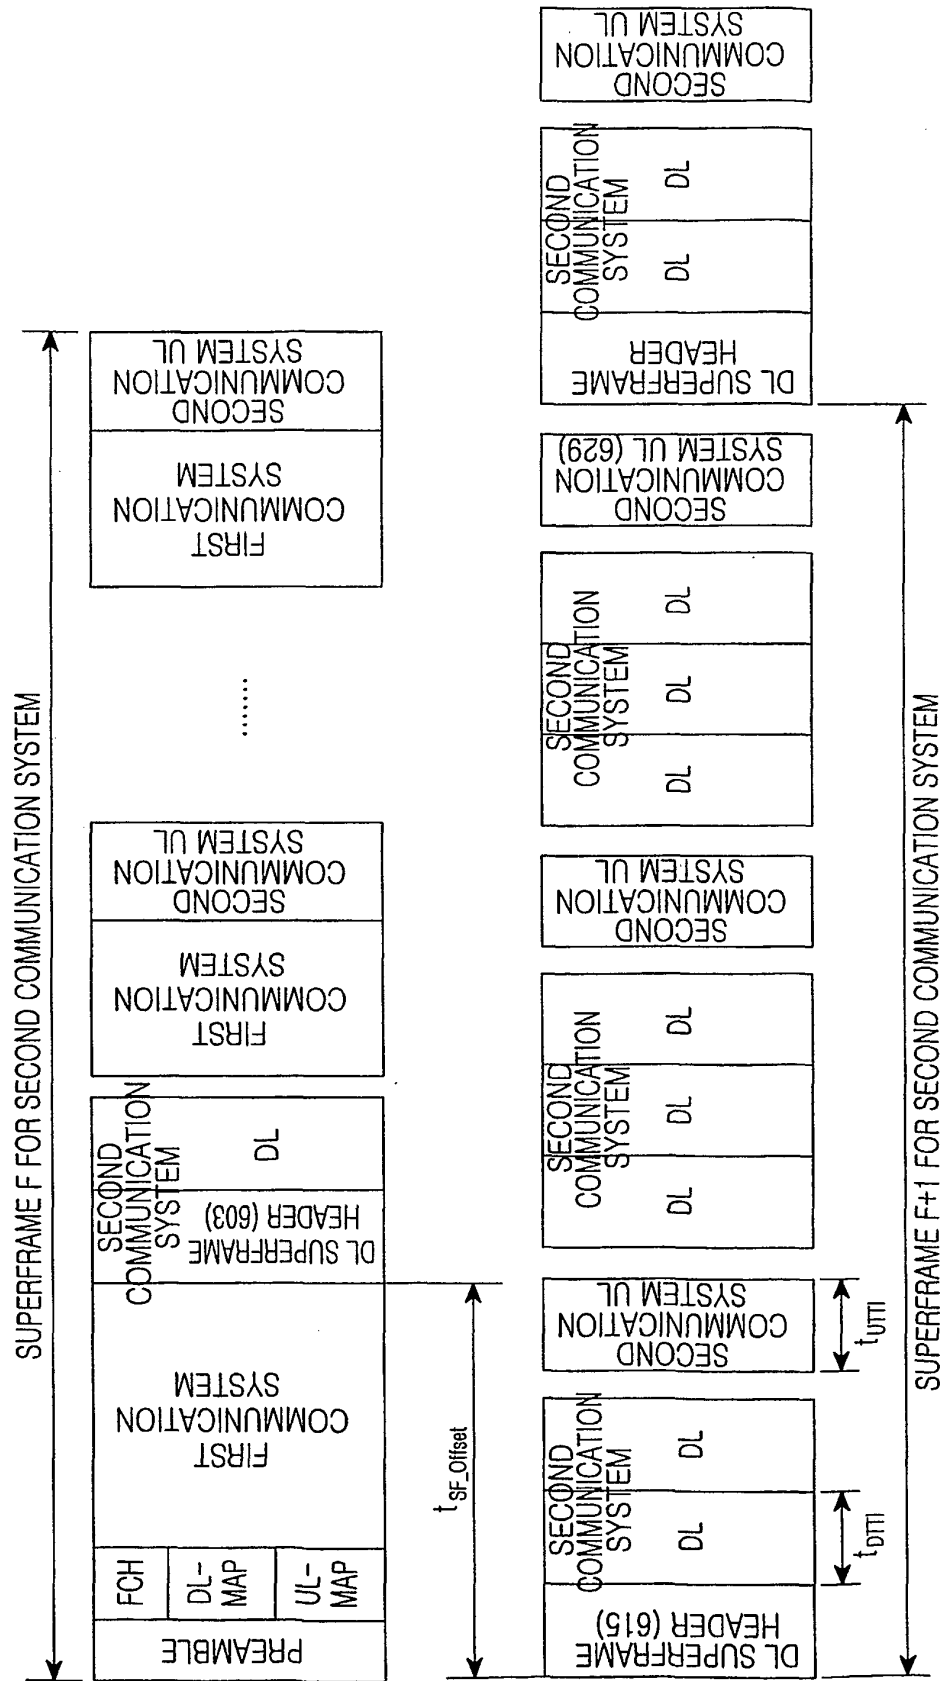 SUPERFRAME F FOR SECOND COMMUNICATION SYSTEM
PREAMBLE
FCH
DL-
MAP
UL-
MAP
FIRST
COMMUNICATION
SYSTEM
SECOND
COMMUNICATION
SYSTEM
DL SUPERFRAME
HEADER (603)
DL
FIRST
COMMUNICATION
SYSTEM
SECOND
COMMUNICATION
SYSTEM UL
.......
FIRST
COMMUNICATION
SYSTEM
SECOND
COMMUNICATION
SYSTEM UL
tSF_Offset
DL SUPERFRAME
HEADER (615)
SECOND
COMMUNICATION
SYSTEM
DL
DL
SECOND
COMMUNICATION
SYSTEM UL
SECOND
COMMUNICATION
SYSTEM
DL
DL
DL
SECOND
COMMUNICATION
SYSTEM UL
SECOND
COMMUNICATION
SYSTEM
DL
DL
DL
SECOND
COMMUNICATION
SYSTEM UL (629)
DL SUPERFRAME
HEADER
SECOND
COMMUNICATION
SYSTEM
DL
DL
SECOND
COMMUNICATION
SYSTEM UL
tDTTI
tUTTI
SUPERFRAME F+1 FOR SECOND COMMUNICATION SYSTEM